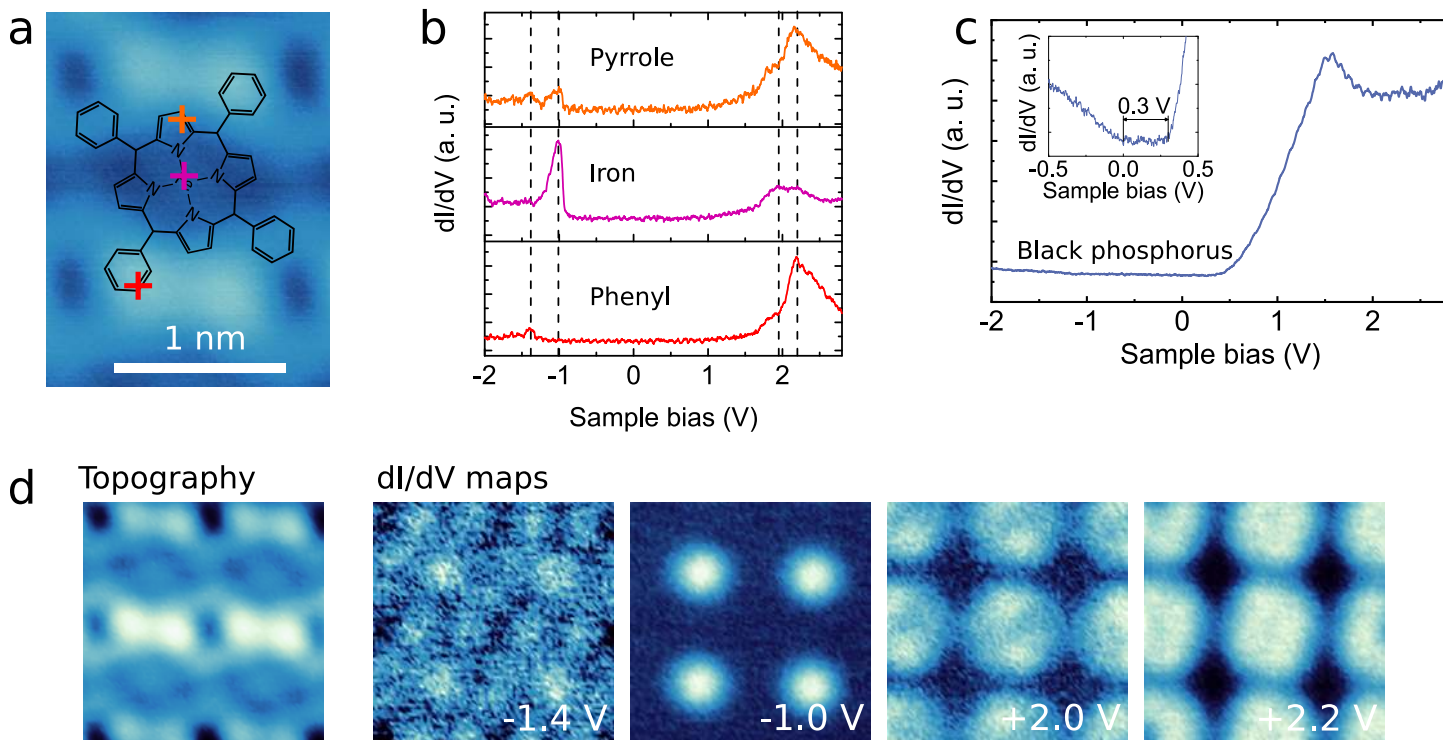 a
N
N
N
N
1 nm
b
Pyrrole
Iron
Phenyl
dI/dV (a. u.)
-2 -1 0 1 2
Sample bias (V)
c
dI/dV (a. u.)
0.3 V
-0.5 0.0 0.5
Sample bias (V)
dI/dV (a. u.)
Black phosphorus
-2 -1 0 1 2
Sample bias (V)
d
Topography
dI/dV maps
-1.4 V
-1.0 V
+2.0 V
+2.2 V